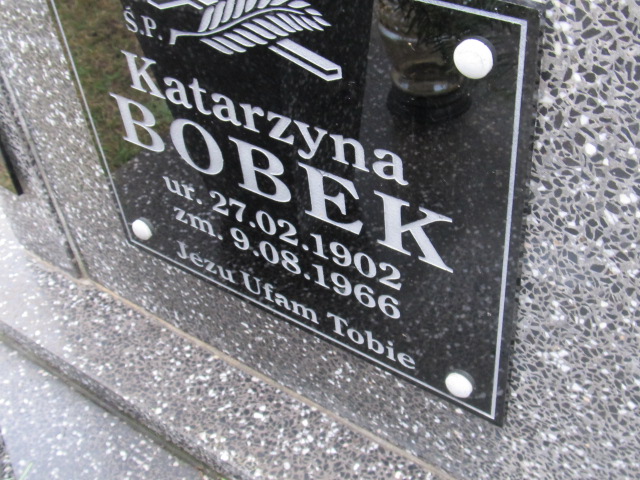 Ś.P.
Katarzyna
BOBEK
ur. 27.02.1902
zm. 9.08.1966
Jezu Ufam Tobie